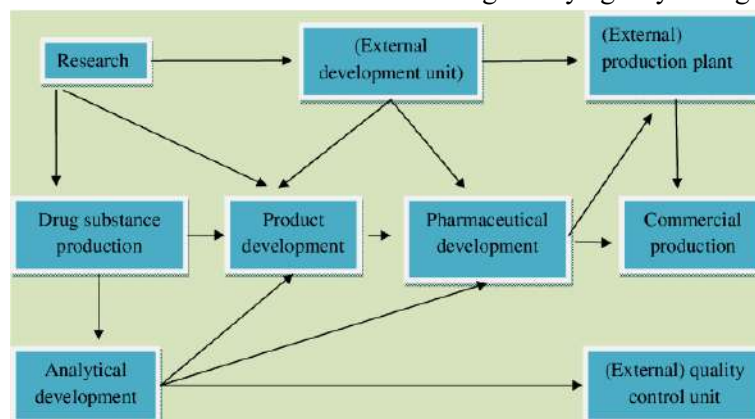 Research
(External
development unit)
(External)
production plant
Drug substance
production
Product
development
Pharmaceutical
development
Commercial
production
Analytical
development
(External) quality
control unit